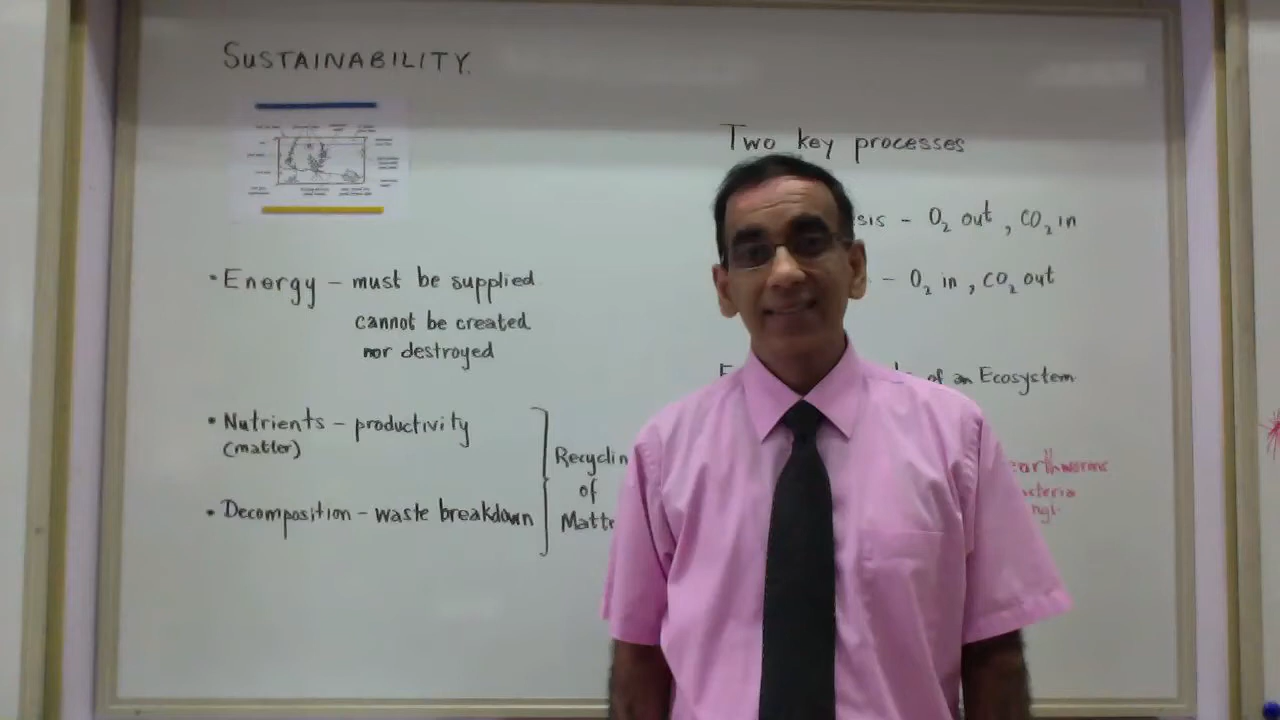 SUSTAINABILITY.
• Energy – must be supplied
cannot be created
nor destroyed
• Nutrients – productivity
(matter)
• Decomposition – waste breakdown
Recyclin
of
Matte
Two key processes
sis – O₂ out, CO₂ in
– O₂ in, CO₂ out
of an Ecosystem
earthworms
cteria
ngi